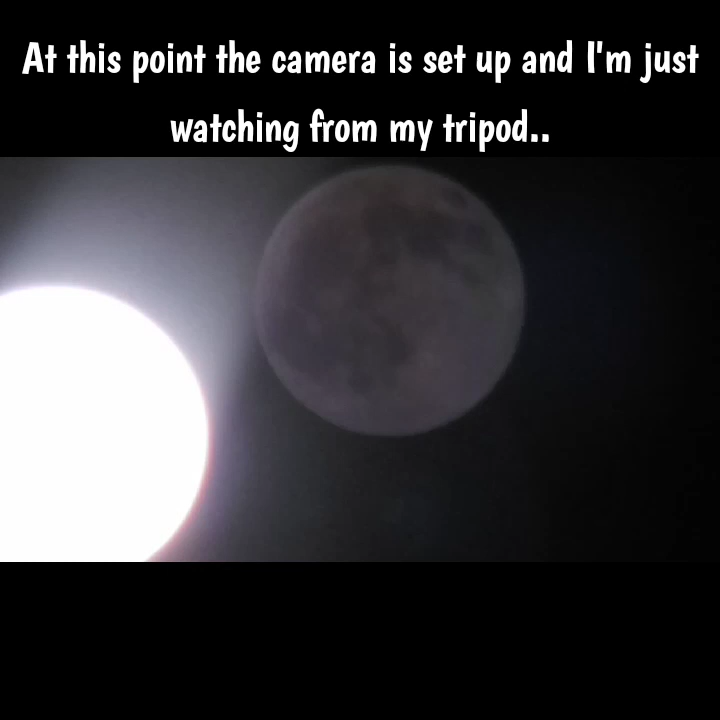 At this point the camera is set up and I'm just
watching from my tripod..